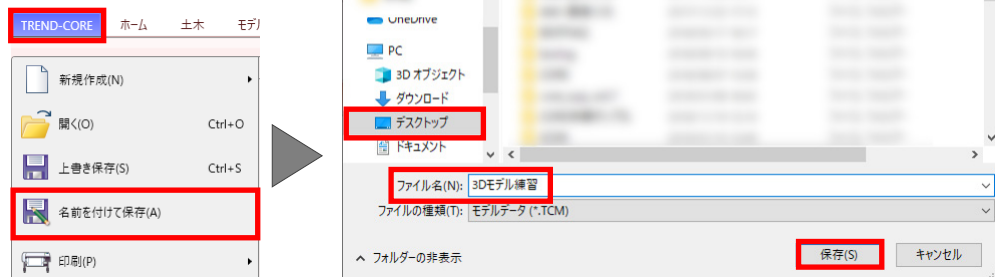 TREND-CORE ホーム 土木
新規作成(N)
開く(O) Ctrl+O
上書き保存(S) Ctrl+S
名前を付けて保存(A)
印刷(P)
OneDrive
PC
3D オブジェクト
ダウンロード
デスクトップ
ドキュメント
ファイル名(N): 3Dモデル練習
ファイルの種類(T): モデルデータ (*.TCM)
フォルダーの非表示
保存(S) キャンセル